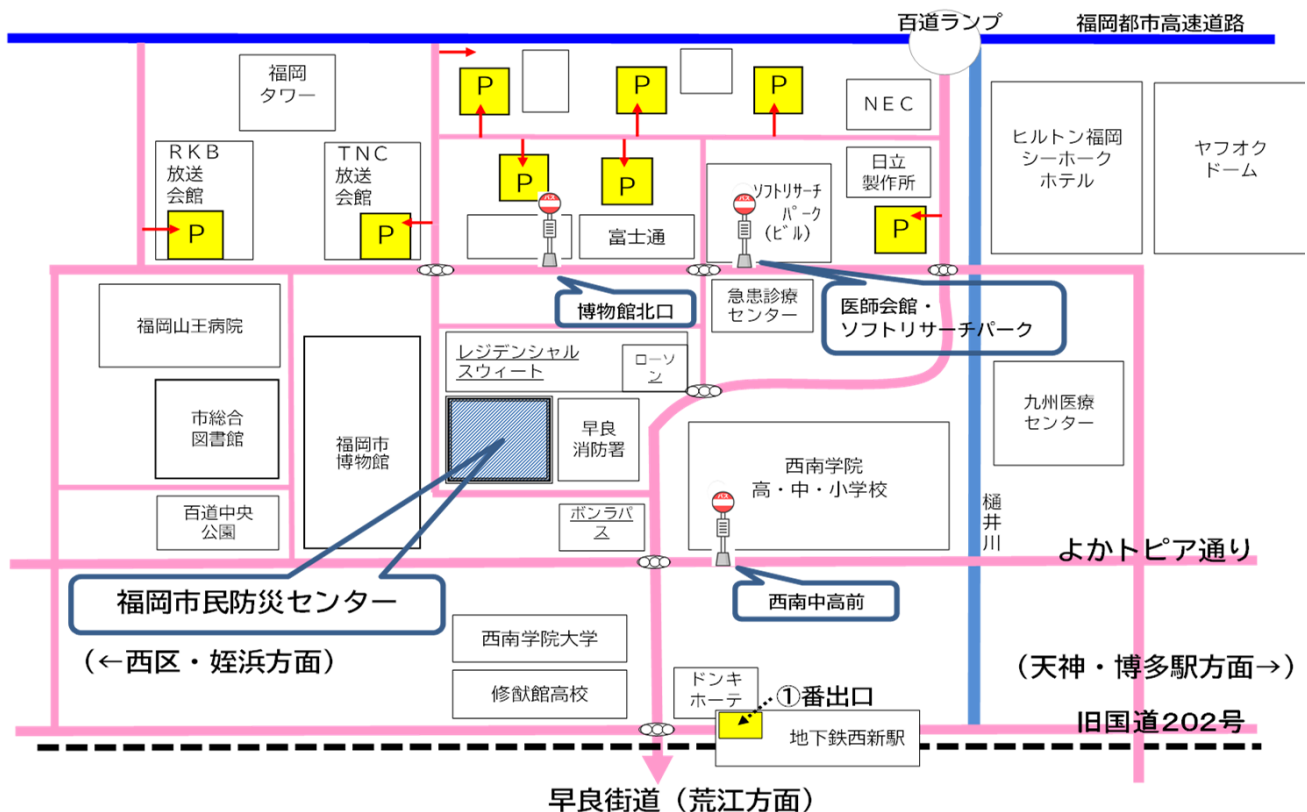 百道ランプ
福岡都市高速道路
福岡
タワー
P
P
P
NEC
ヒルトン福岡
シーホーク
ホテル
ヤフオク
ドーム
RKB
放送
会館
P
TNC
放送
会館
P
P
P
バス
富士通
ソフトリサーチ
パーク
(ビル)
バス
日立
製作所
P
博物館北口
急患診療
センター
医師会館・
ソフトリサーチパーク
福岡山王病院
レジデンシャル
スウィート
ローソ
ン
市総合
図書館
福岡市
博物館
早良
消防署
西南学院
高・中・小学校
九州医療
センター
百道中央
公園
ボンラパ
ス
バス
樋井川
よかトピア通り
福岡市民防災センター
西南中高前
(←西区・姪浜方面)
西南学院大学
修猷館高校
ドンキ
ホーテ
①番出口
(天神・博多駅方面→)
旧国道202号
地下鉄西新駅
早良街道(荒江方面)